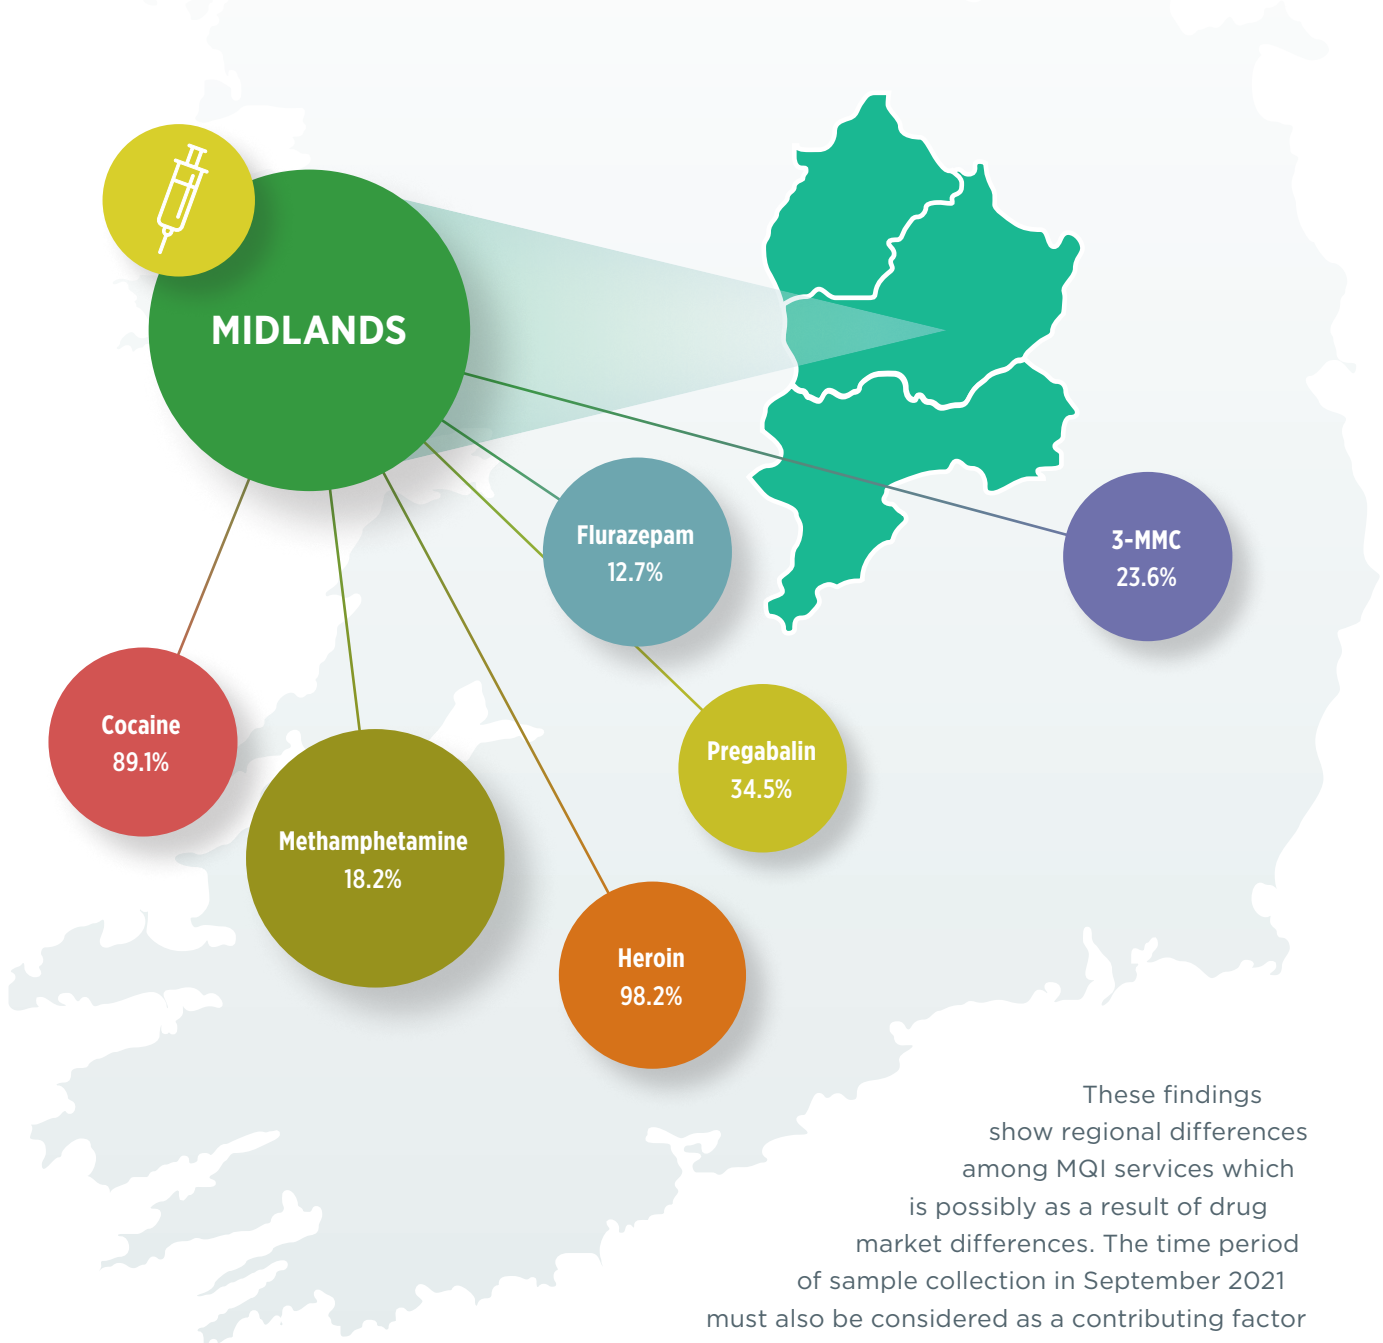 MIDLANDS
Flurazepam
12.7%
3-MMC
23.6%
Cocaine
89.1%
Pregabalin
34.5%
Methamphetamine
18.2%
Heroin
98.2%
These findings
show regional differences
among MQI services which
is possibly as a result of drug
market differences. The time period
of sample collection in September 2021
must also be considered as a contributing factor